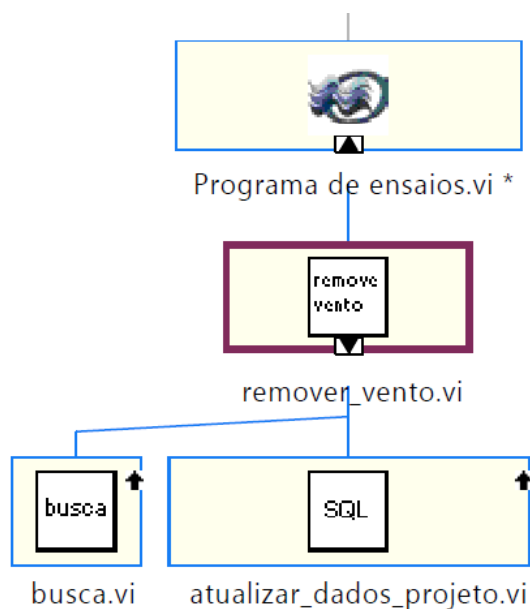 Programa de ensaios.vi *
remove
vento
remover_vento.vi
busca
SQL
busca.vi
atualizar_dados_projeto.vi